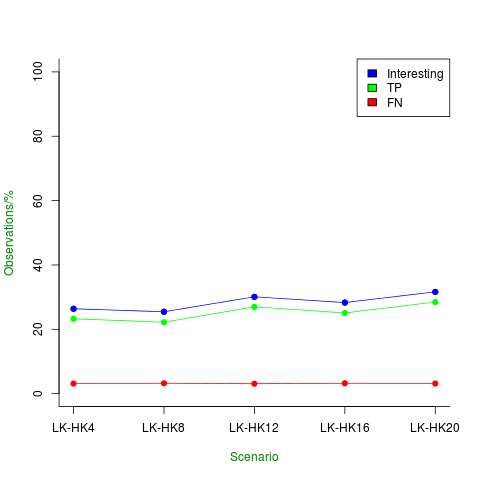 Interesting
TP
FN
Observations/%
100
80
60
40
20
0
LK-HK4 LK-HK8 LK-HK12 LK-HK16 LK-HK20
Scenario